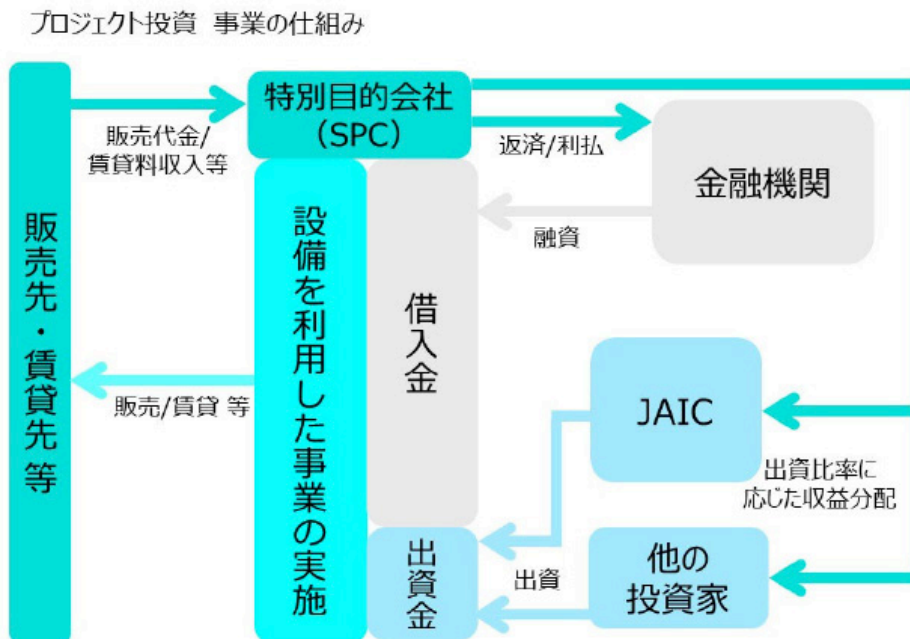 プロジェクト投資 事業の仕組み
特別目的会社
（SPC）
販売代金/
賃貸料収入等
返済/利払
金融機関
融資
販売先・賃貸先 等
設備を利用した事業の実施
借入金
販売/賃貸 等
JAIC
出資比率に
応じた収益分配
出資金
出資
他の
投資家